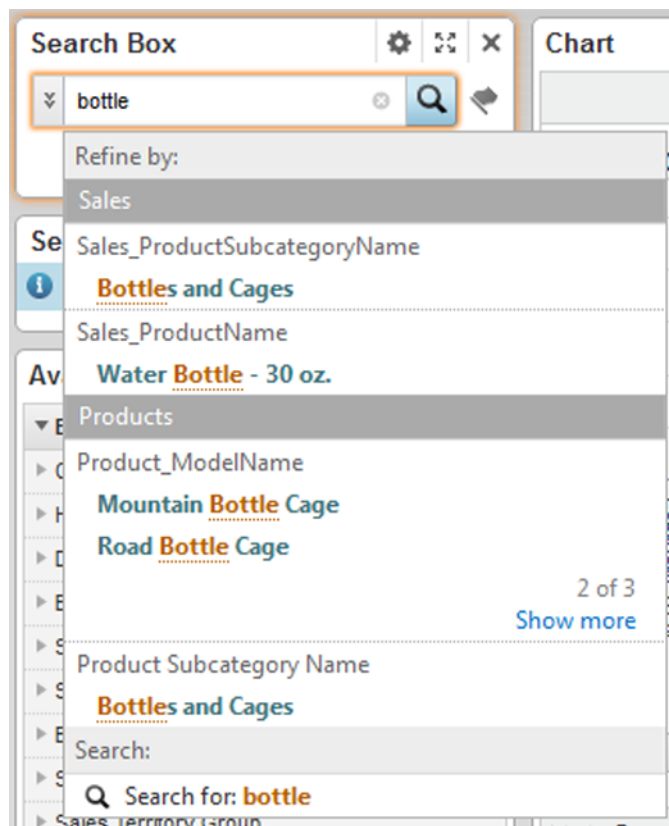 Search Box
Chart
bottle
Refine by:
Sales
Sales_ProductSubcategoryName
Bottles and Cages
Sales_ProductName
Water Bottle - 30 oz.
Products
Product_ModelName
Mountain Bottle Cage
Road Bottle Cage
2 of 3
Show more
Product Subcategory Name
Bottles and Cages
Search:
Search for: bottle
Sales Territory Group